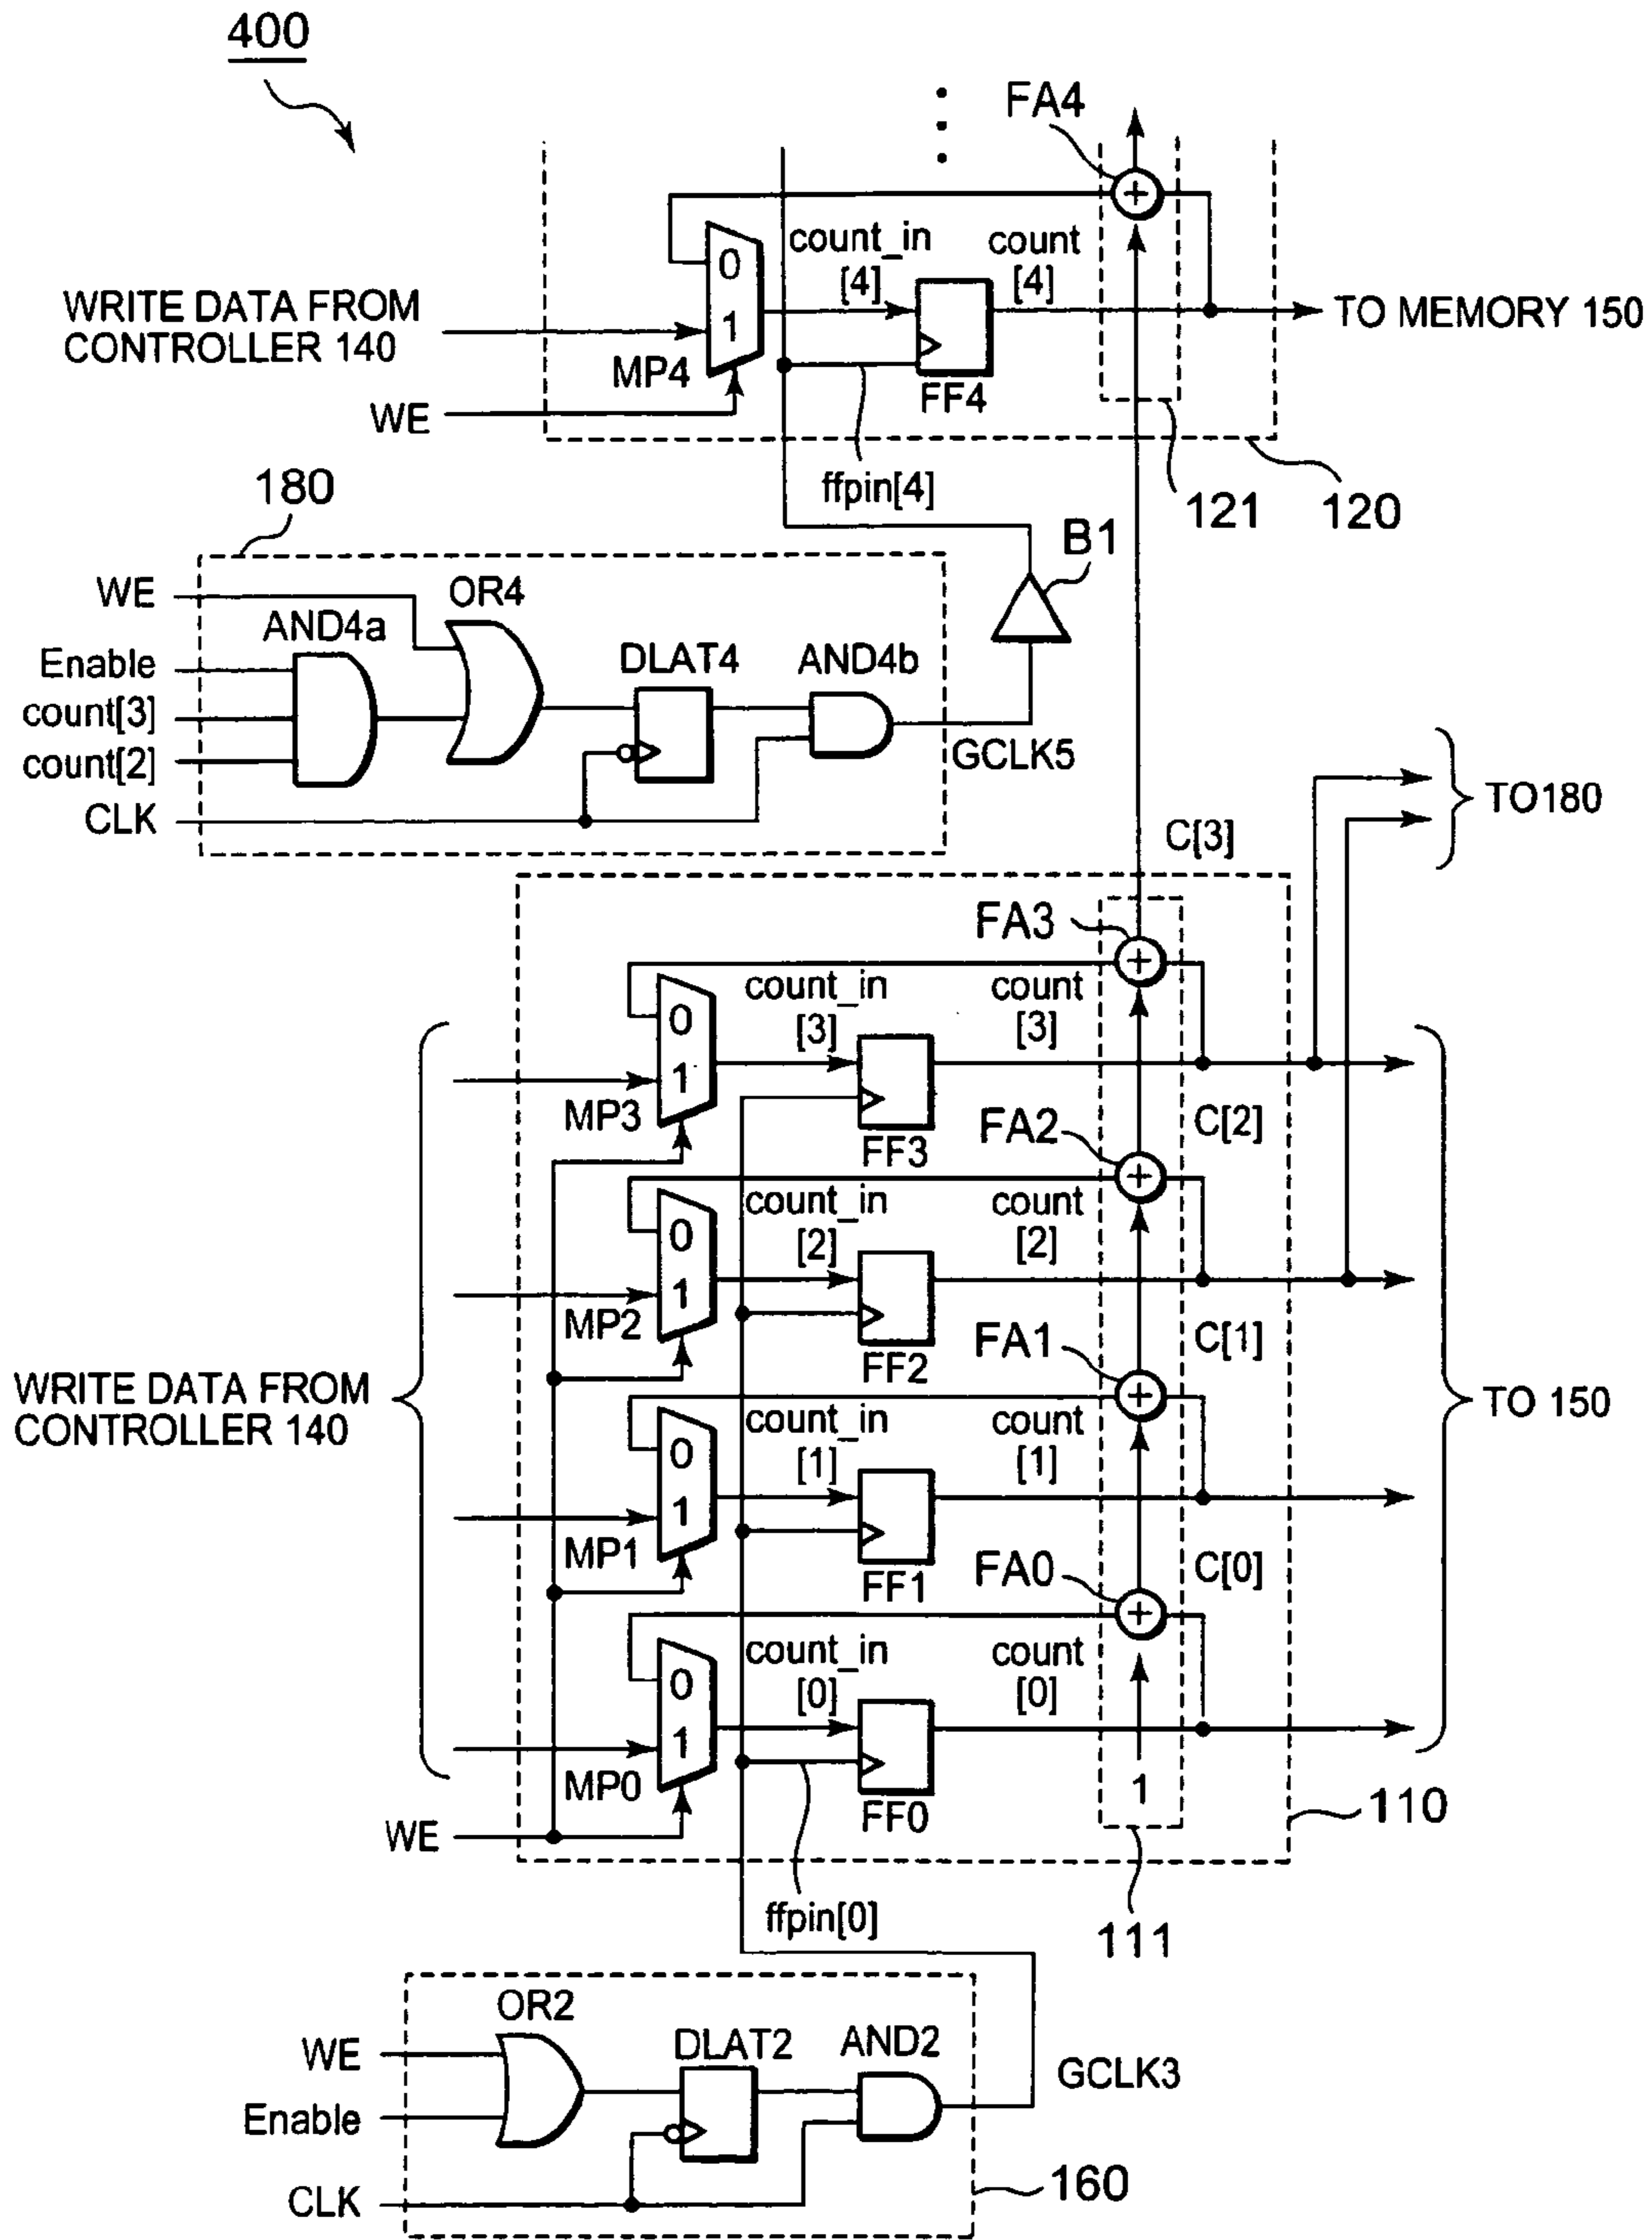 400
FA4
0
1
count_in
[4]
count
[4]
WRITE DATA FROM
CONTROLLER 140
TO MEMORY 150
MP4
FF4
WE
ffpin[4]
121
120
180
B1
WE
OR4
AND4a
Enable
DLAT4
AND4b
count[3]
count[2]
GCLK5
CLK
TO180
C[3]
FA3
0
1
count_in
[3]
count
[3]
MP3
FF3
C[2]
FA2
0
1
count_in
[2]
count
[2]
MP2
FF2
C[1]
FA1
WRITE DATA FROM
CONTROLLER 140
TO 150
0
1
count_in
[1]
count
[1]
MP1
FF1
C[0]
FA0
0
1
count_in
[0]
count
[0]
MP0
FF0
1
110
WE
ffpin[0]
111
OR2
DLAT2
AND2
WE
GCLK3
Enable
CLK
160